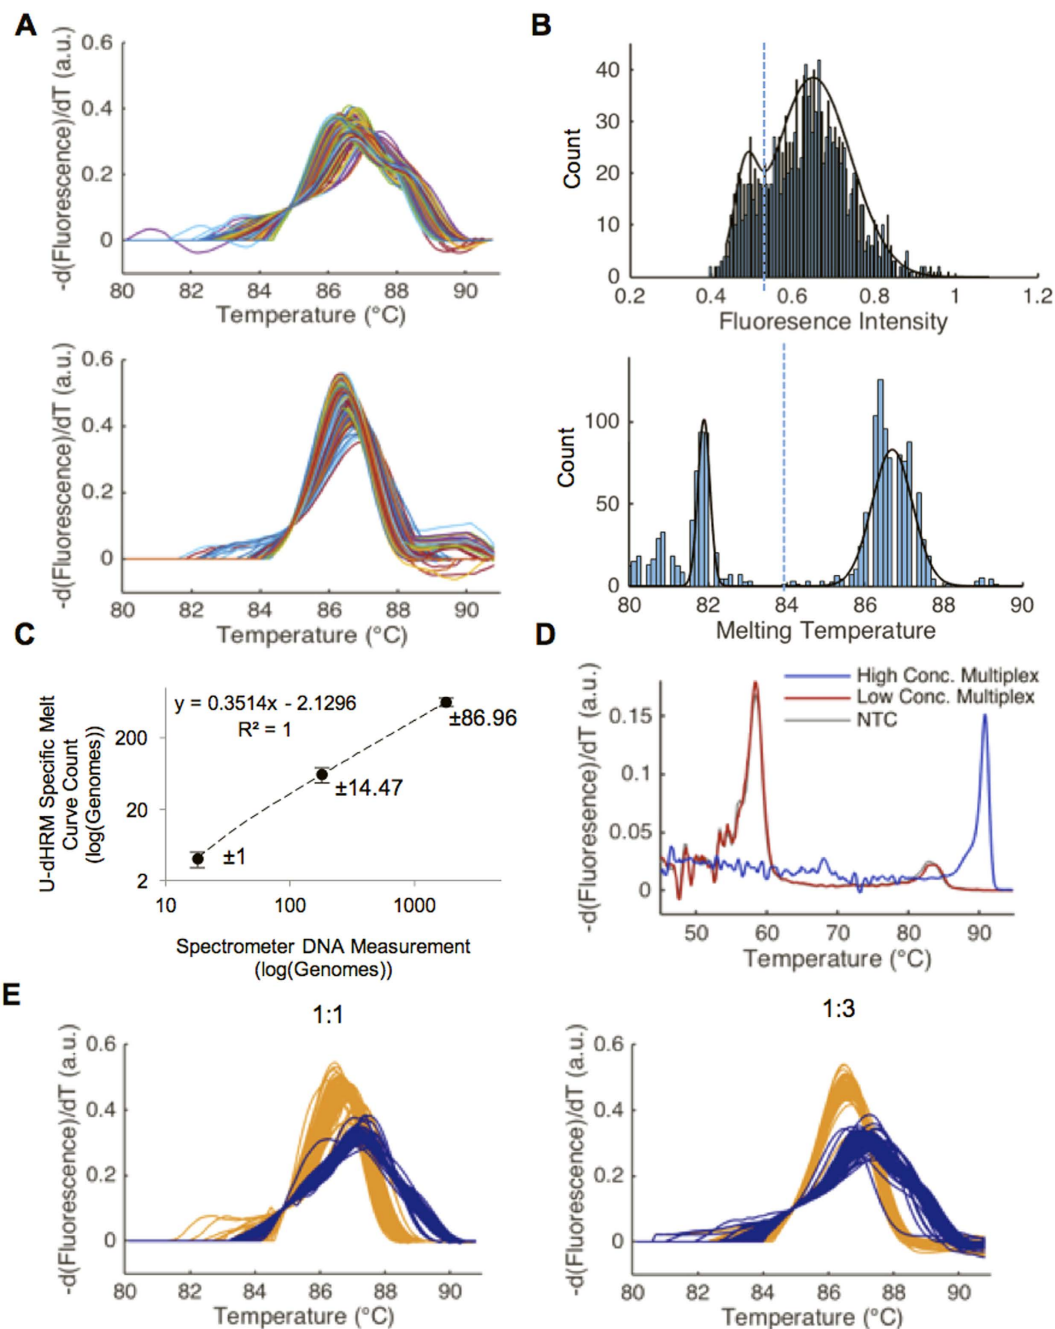 A
-d(Fluorescence)/dT (a.u.)
0.6
0.4
0.2
0
80 82 84 86 88 90
Temperature (°C)
-d(Fluorescence)/dT (a.u.)
0.6
0.4
0.2
0
80 82 84 86 88 90
Temperature (°C)
B
Count
40
30
20
10
0
0.2 0.4 0.6 0.8 1 1.2
Fluoresence Intensity
Count
100
50
0
80 82 84 86 88 90
Melting Temperature
C
U-dHRM Specific Melt
Curve Count
(log(Genomes))
y = 0.3514x - 2.1296
R² = 1
200
20
2
±86.96
±14.47
±1
10 100 1000
Spectrometer DNA Measurement
(log(Genomes))
D
-d(Fluorescence)/dT (a.u.)
High Conc. Multiplex
Low Conc. Multiplex
NTC
0.15
0.1
0.05
0
50 60 70 80 90
Temperature (°C)
E
1:1
-d(Fluorescence)/dT (a.u.)
0.6
0.4
0.2
0
80 82 84 86 88 90
Temperature (°C)
1:3
-d(Fluorescence)/dT (a.u.)
0.6
0.4
0.2
0
80 82 84 86 88 90
Temperature (°C)